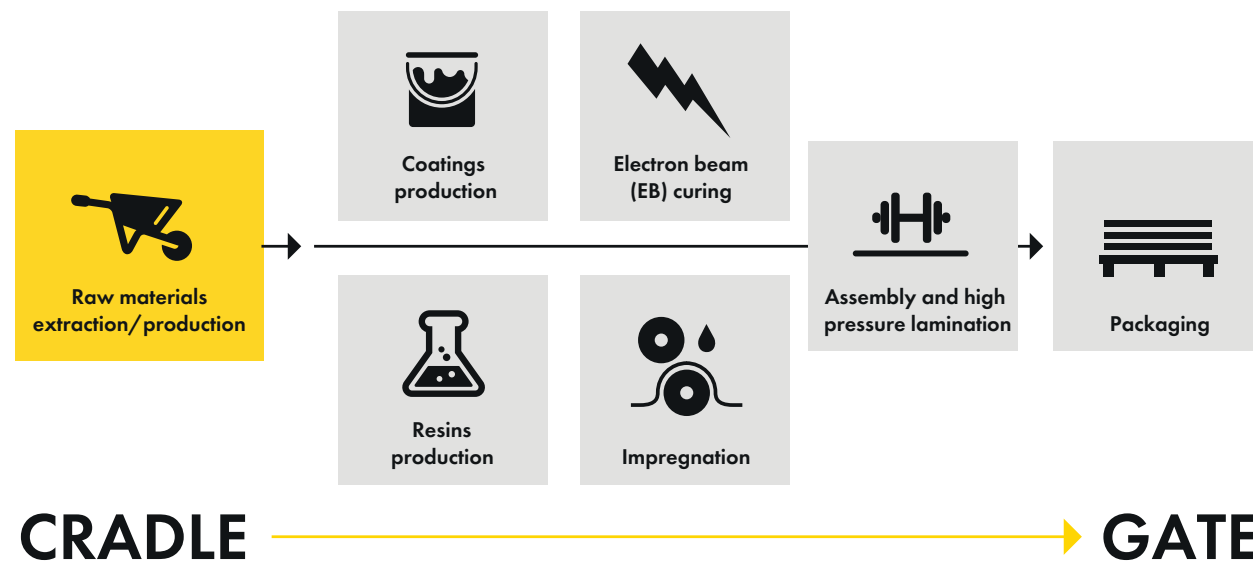 Coatings
production
Electron beam
(EB) curing
Raw materials
extraction/production
Assembly and high
pressure lamination
Packaging
Resins
production
Impregnation
CRADLE
GATE